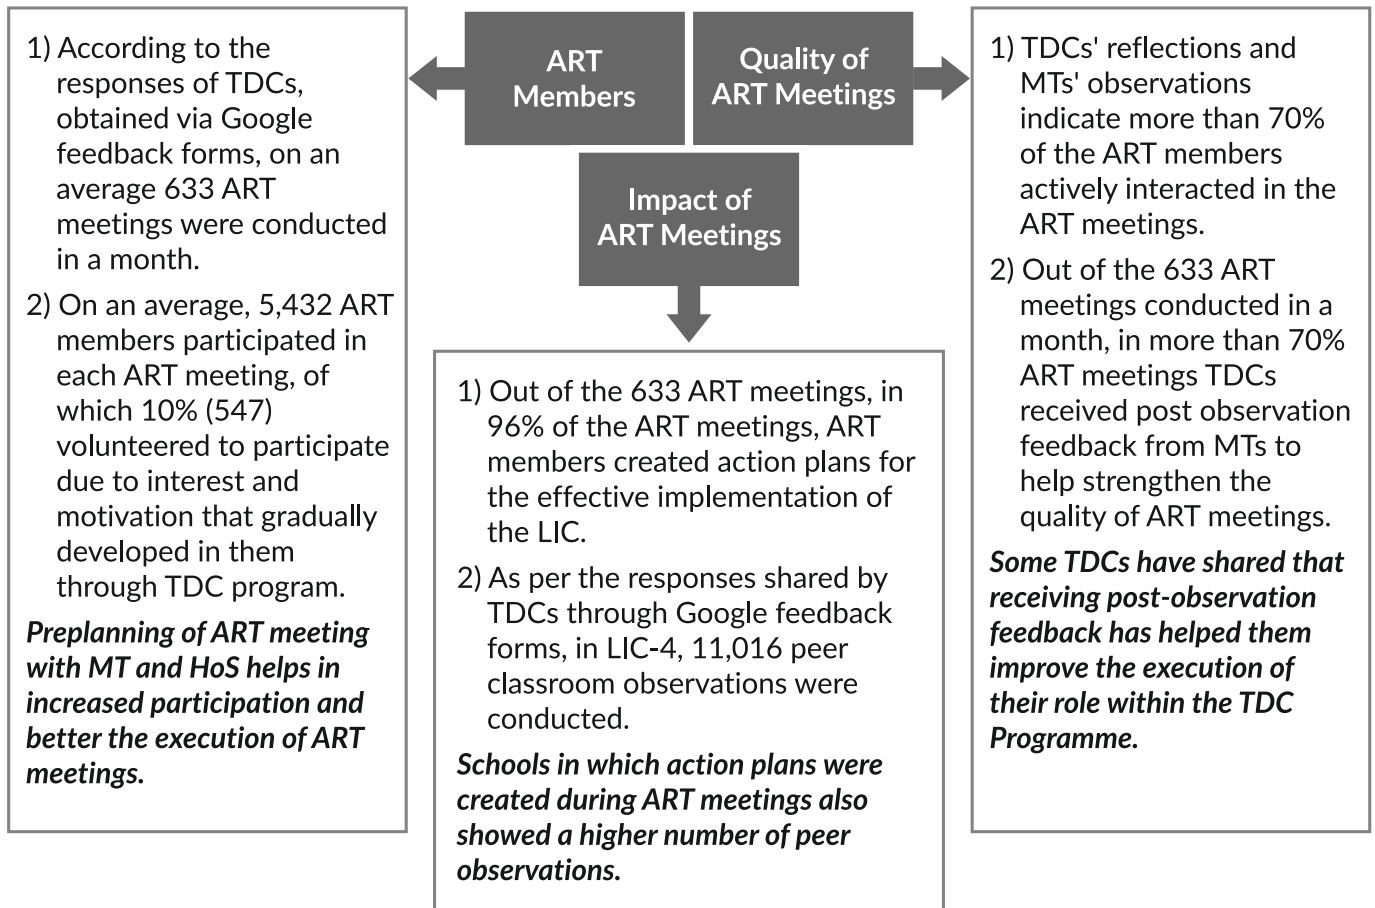 1) According to the
responses of TDCs,
obtained via Google
feedback forms, on an
average 633 ART
meetings were conducted
in a month.
2) On an average, 5,432 ART
members participated in
each ART meeting, of
which 10% (547)
volunteered to participate
due to interest and
motivation that gradually
developed in them
through TDC program.
Preplanning of ART meeting
with MT and HoS helps in
increased participation and
better the execution of ART
meetings.
ART
Members
Quality of
ART Meetings
Impact of
ART Meetings
1) Out of the 633 ART meetings, in
96% of the ART meetings, ART
members created action plans for
the effective implementation of
the LIC.
2) As per the responses shared by
TDCs through Google feedback
forms, in LIC-4, 11,016 peer
classroom observations were
conducted.
Schools in which action plans were
created during ART meetings also
showed a higher number of peer
observations.
1) TDCs' reflections and
MTs' observations
indicate more than 70%
of the ART members
actively interacted in the
ART meetings.
2) Out of the 633 ART
meetings conducted in a
month, in more than 70%
ART meetings TDCs
received post observation
feedback from MTs to
help strengthen the
quality of ART meetings.
Some TDCs have shared that
receiving post-observation
feedback has helped them
improve the execution of
their role within the TDC
Programme.